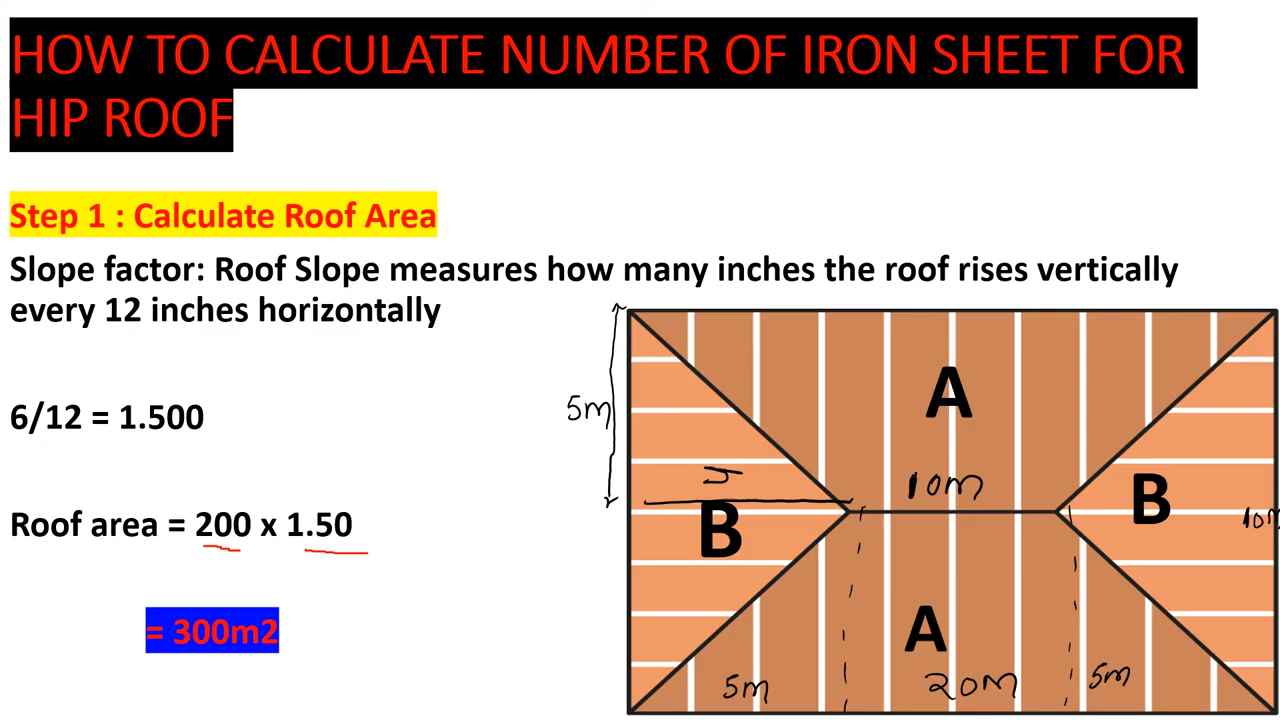 HOW TO CALCULATE NUMBER OF IRON SHEET FOR
HIP ROOF
Step 1 : Calculate Roof Area
Slope factor: Roof Slope measures how many inches the roof rises vertically
every 12 inches horizontally
6/12 = 1.500
Roof area = 200 x 1.50
= 300m2
5m
A
10m
B
B
10m
A
5m
20m
5m